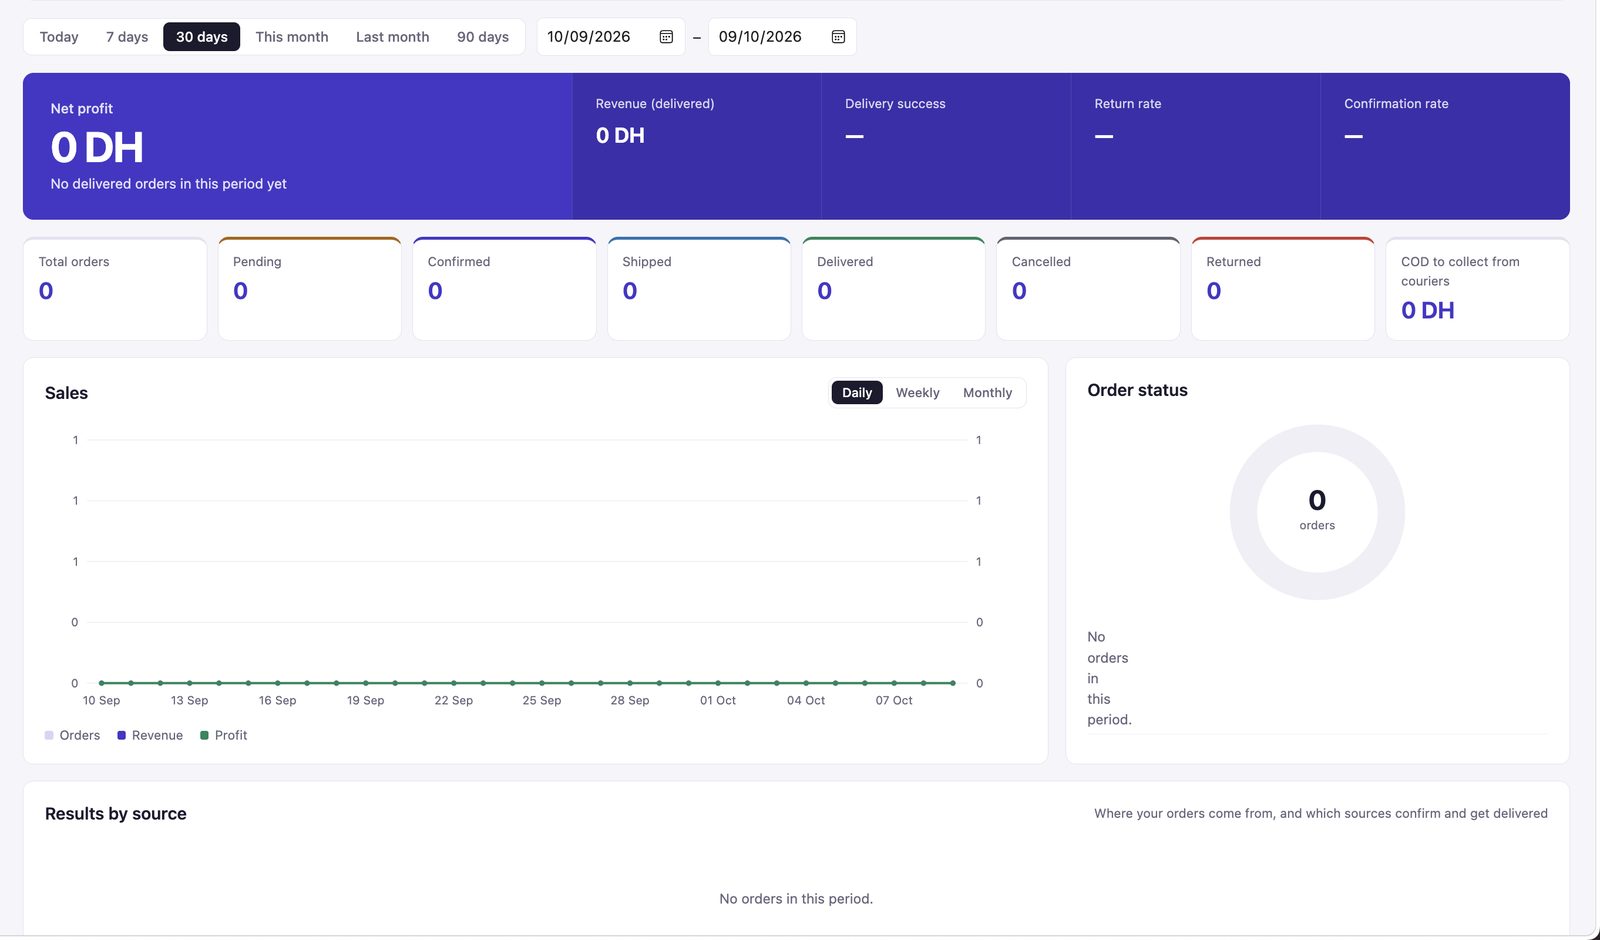 Today 7 days 30 days This month Last month 90 days 10/09/2026 – 09/10/2026
Net profit
0 DH
No delivered orders in this period yet
Revenue (delivered)
0 DH
Delivery success
—
Return rate
—
Confirmation rate
—
Total orders
0
Pending
0
Confirmed
0
Shipped
0
Delivered
0
Cancelled
0
Returned
0
COD to collect from
couriers
0 DH
Sales
Daily Weekly Monthly
1 1
1 1
1 1
0 0
0 0
10 Sep 13 Sep 16 Sep 19 Sep 22 Sep 25 Sep 28 Sep 01 Oct 04 Oct 07 Oct
Orders Revenue Profit
Order status
0
orders
No
orders
in
this
period.
Results by source
Where your orders come from, and which sources confirm and get delivered
No orders in this period.